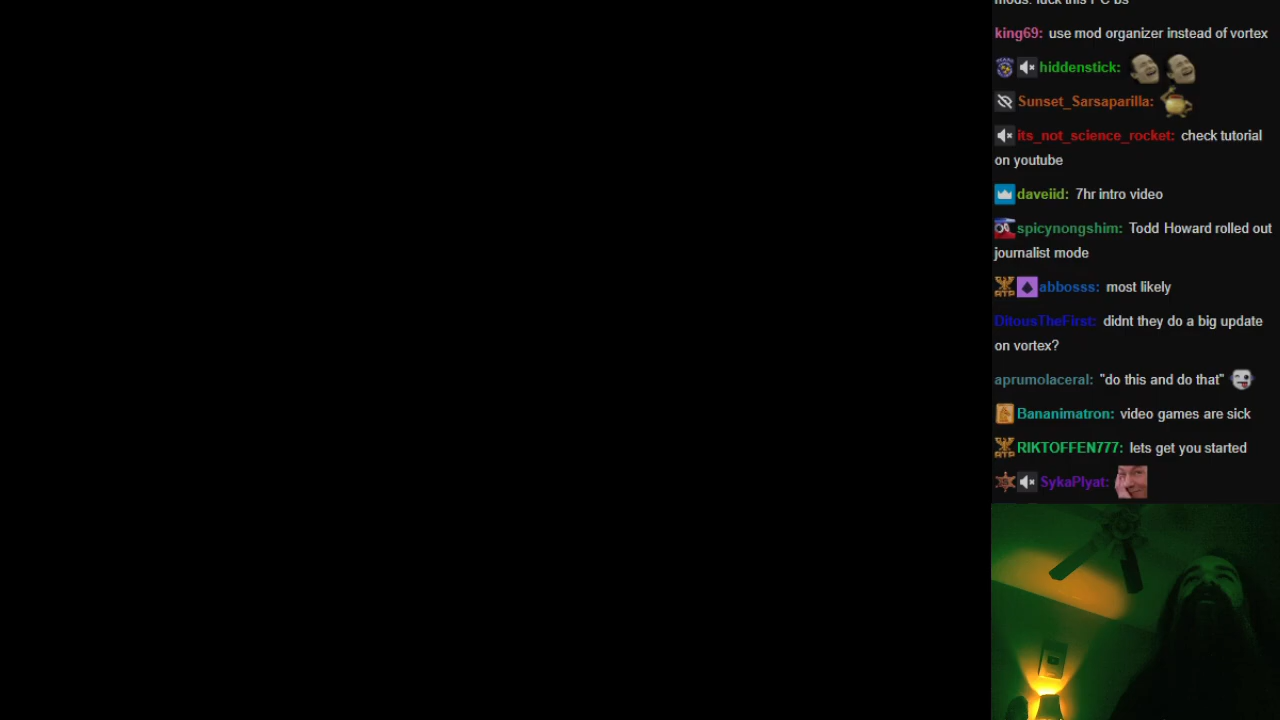 mods: fuck this PC bs
king69: use mod organizer instead of vortex
hiddenstick:
Sunset_Sarsaparilla:
its_not_science_rocket: check tutorial
on youtube
daveiid: 7hr intro video
spicynongshim: Todd Howard rolled out
journalist mode
abbosss: most likely
DitousTheFirst: didnt they do a big update
on vortex?
aprumolaceral: "do this and do that"
Bananimatron: video games are sick
RIKTOFFEN777: lets get you started
SykaPlyat: